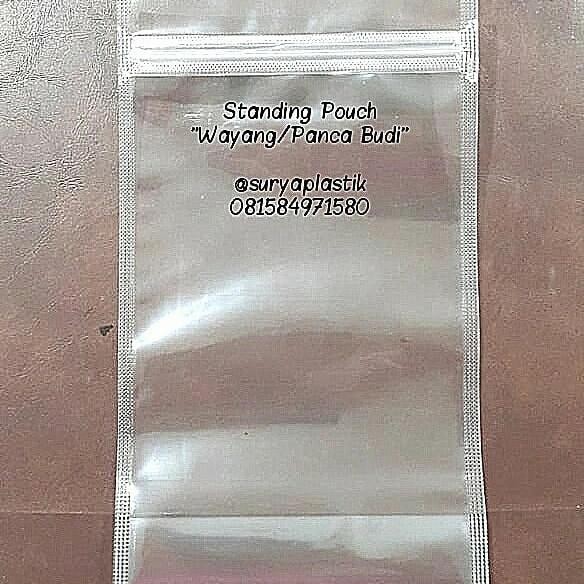 Standing Pouch
"Wayang/Panca Budi"
@suryaplastik
081584971580